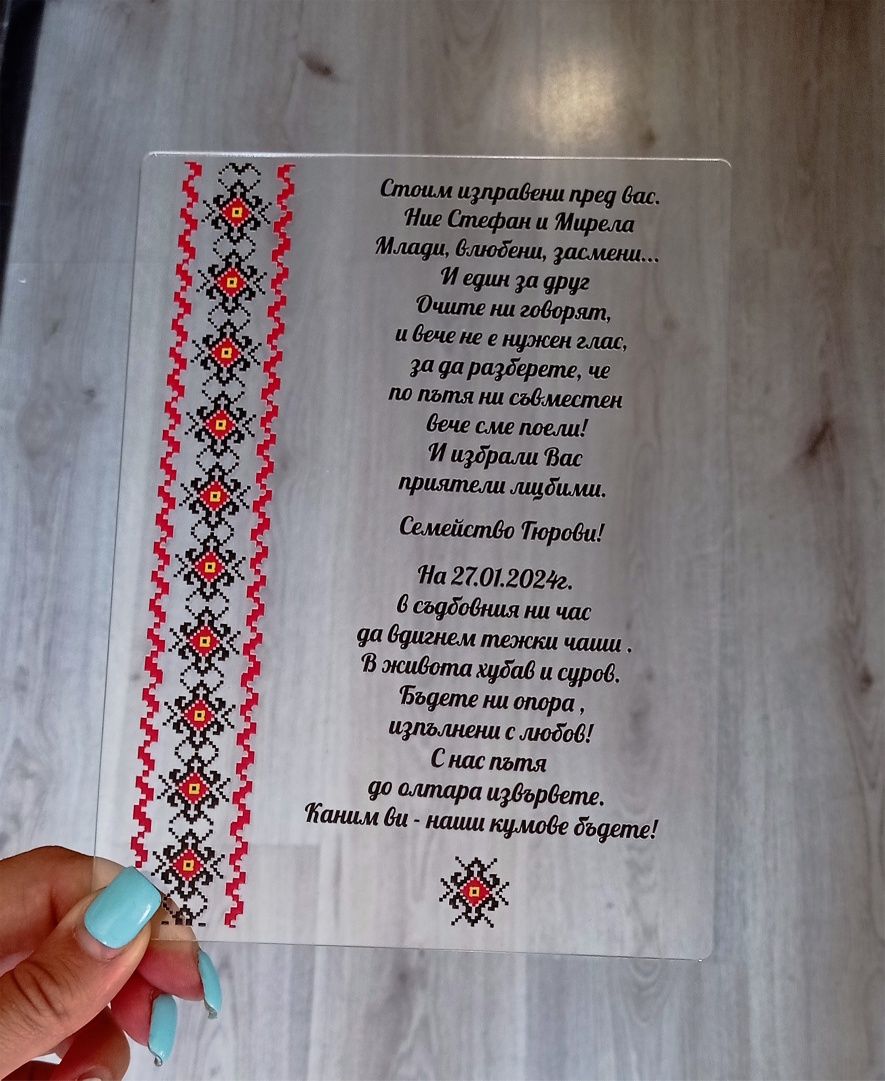 Стоим изправени пред вас.
Ние Стефан и Мирела
Млади, влюбени, засмени...
И един за друг
Очите ни говорят,
и вече не е нужен глас,
за да разберете, че
по пътя ни съвместен
вече сме поели!
И избрали Вас
приятели лщбими.
Семейство Гюрови!
На 27.01.2024г.
в съдбовния ни час
да вдигнем тежки чаши .
В живота хубав и суров.
Бъдете ни опора ,
изпълнени с любов!
С нас пътя
до олтара извървете.
Каним ви - наши кумове бъдете!